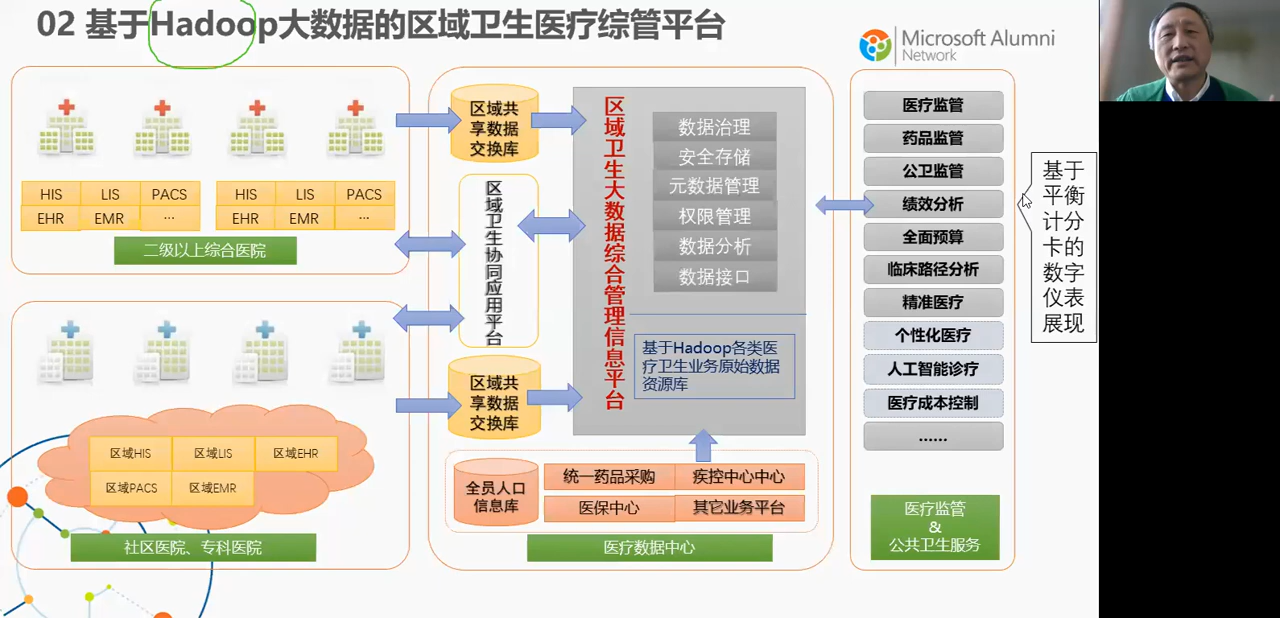 02 基于Hadoop大数据的区域卫生医疗综管平台
Microsoft Alumni
Network
HIS LIS PACS
EHR EMR ...
HIS LIS PACS
EHR EMR ...
二级以上综合医院
区域HIS 区域LIS 区域EHR
区域PACS 区域EMR
社区医院、专科医院
区域共
享数据
交换库
区域卫生协同应用平台
区域共
享数据
交换库
区域卫生大数据综合管理信息平台
数据治理
安全存储
元数据管理
权限管理
数据分析
数据接口
基于Hadoop各类医
疗卫生业务原始数据
资源库
全员人口
信息库
统一药品采购 疾控中心中心
医保中心 其它业务平台
医疗数据中心
医疗监管
药品监管
公卫监管
绩效分析
全面预算
临床路径分析
精准医疗
个性化医疗
人工智能诊疗
医疗成本控制
......
医疗监管
&
公共卫生服务
基于
平衡
计分
卡的
数字
仪表
展现